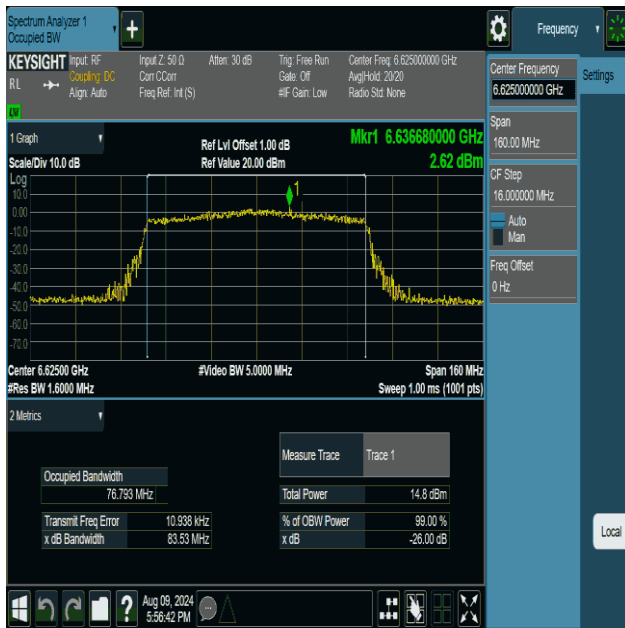 Spectrum Analyzer 1
Occupied BW
Frequency
KEYSIGHT
RL
Input: RF
Coupling: DC
Align: Auto
Input Z: 50 Ω
Corr CCorr
Freq Ref: Int (S)
Atten: 30 dB
Trig: Free Run
Gate: Off
#IF Gain: Low
Center Freq: 6.625000000 GHz
Avg|Hold: 20/20
Radio Std: None
Center Frequency
6.625000000 GHz
Settings
Span
160.00 MHz
CF Step
16.000000 MHz
Auto
Man
Freq Offset
0 Hz
1 Graph
Scale/Div 10.0 dB
Ref Lvl Offset 1.00 dB
Ref Value 20.00 dBm
Mkr1 6.636680000 GHz
2.62 dBm
Log
10.0
0.00
-10.0
-20.0
-30.0
-40.0
-50.0
-60.0
-70.0
1
Center 6.62500 GHz
#Res BW 1.6000 MHz
#Video BW 5.0000 MHz
Span 160 MHz
Sweep 1.00 ms (1001 pts)
2 Metrics
Measure Trace
Trace 1
Occupied Bandwidth
76.793 MHz
Total Power
14.8 dBm
Transmit Freq Error
10.938 kHz
% of OBW Power
99.00 %
x dB Bandwidth
83.53 MHz
x dB
-26.00 dB
Local
?
Aug 09, 2024
5:56:42 PM